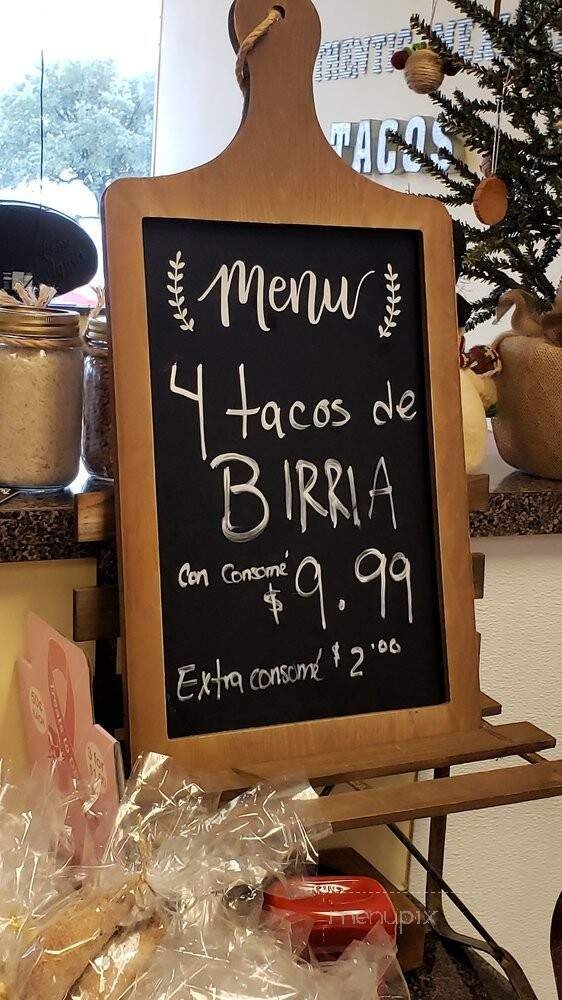 TACOS
Menu
4 tacos de
BIRRIA
Con Consomé
$9.99
Extra consomé $2.00
menupix